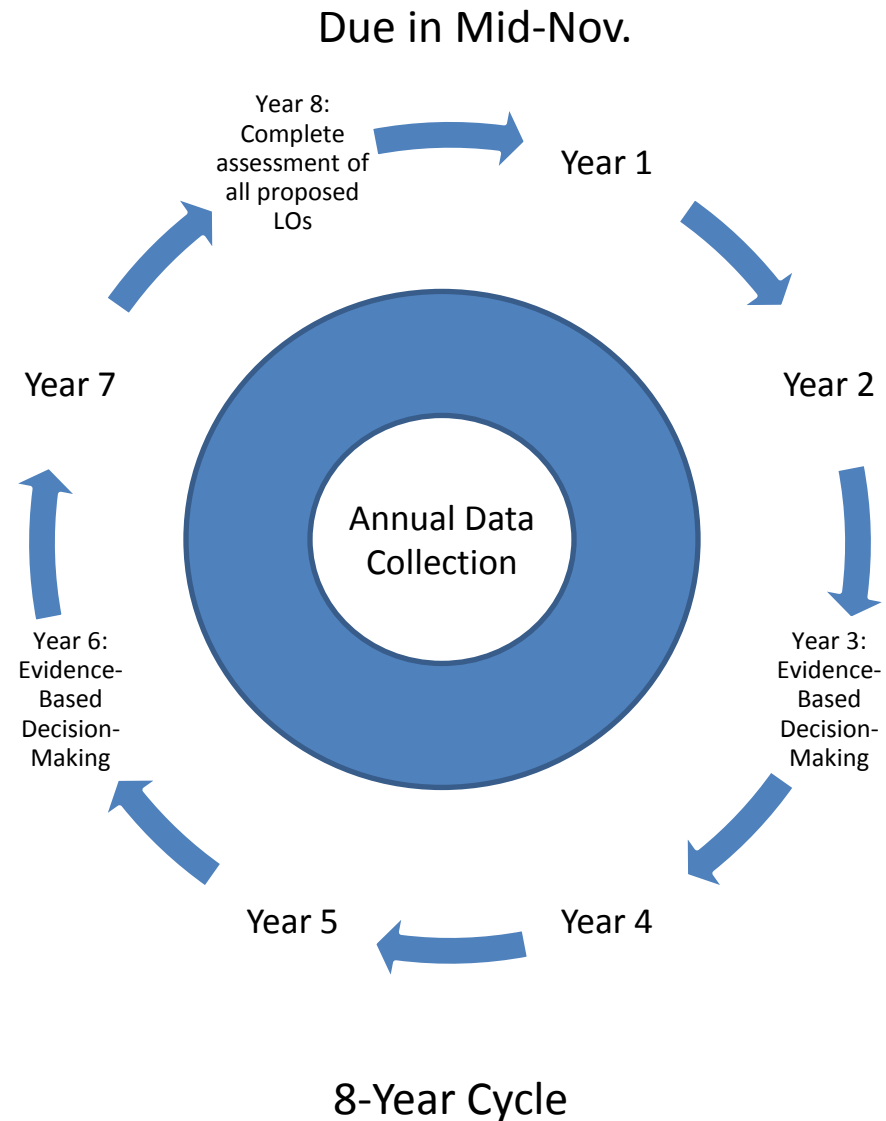 Due in Mid-Nov.
Year 8:
Complete
assessment of
all proposed
LOs
Year 1
Year 2
Year 3:
Evidence-
Based
Decision-
Making
Year 4
Year 5
Year 6:
Evidence-
Based
Decision-
Making
Year 7
Annual Data
Collection
8-Year Cycle